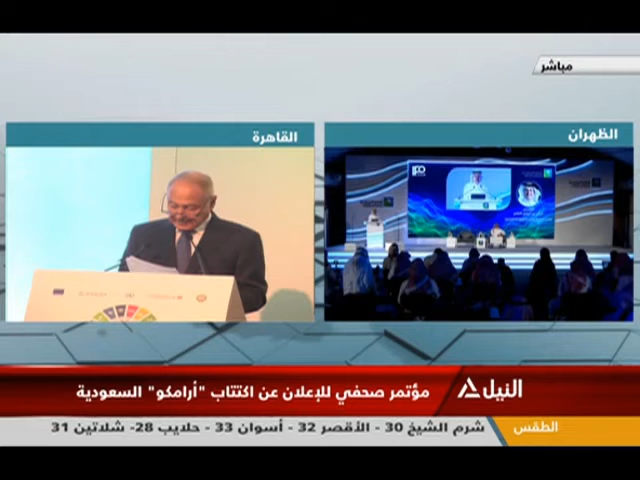 مباشر
الظهران
القاهرة
IPO
النيل
مؤتمر صحفي للإعلان عن اكتتاب "أرامكو" السعودية
الطقس
شرم الشيخ 30 - الأقصر 32 - أسوان 33 - حلايب 28- شلاتين 31